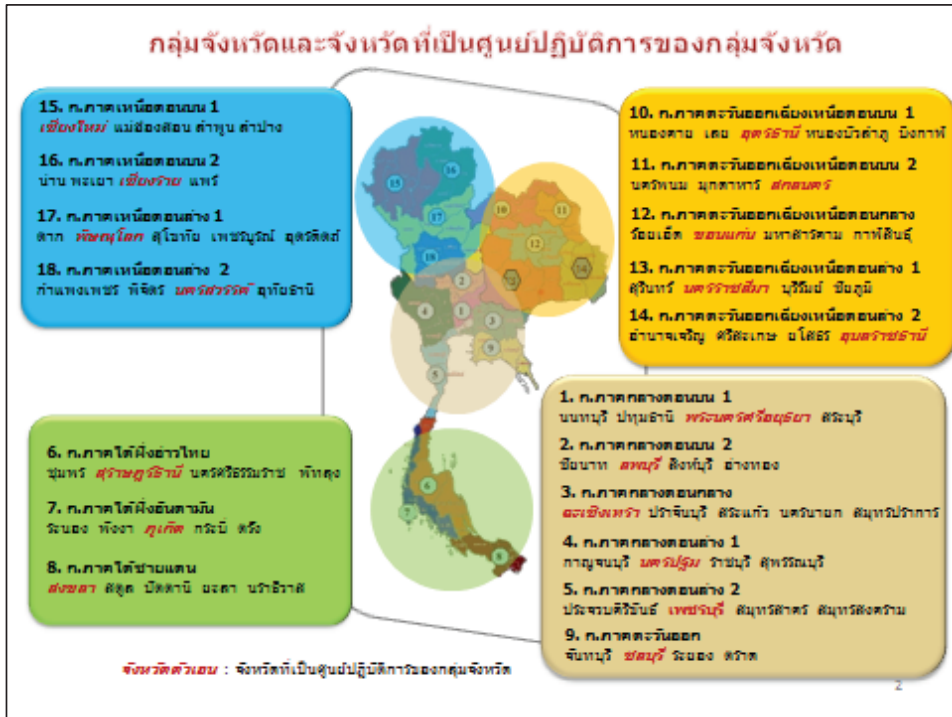 กลุ่มจังหวัดและจังหวัดที่เป็นศูนย์ปฏิบัติการของกลุ่มจังหวัด
15. ก.ภาคเหนือตอนบน 1
เชียงใหม่ แม่ฮ่องสอน ลำพูน ลำปาง
16. ก.ภาคเหนือตอนบน 2
น่าน พะเยา เชียงราย แพร่
17. ก.ภาคเหนือตอนล่าง 1
ตาก พิษณุโลก สุโขทัย เพชรบูรณ์ อุตรดิตถ์
18. ก.ภาคเหนือตอนล่าง 2
กำแพงเพชร พิจิตร นครสวรรค์ อุทัยธานี
10. ก.ภาคตะวันออกเฉียงเหนือตอนบน 1
หนองคาย เลย อุดรธานี หนองบัวลำภู บึงกาฬ
11. ก.ภาคตะวันออกเฉียงเหนือตอนบน 2
นครพนม มุกดาหาร สกลนคร
12. ก.ภาคตะวันออกเฉียงเหนือตอนกลาง
ร้อยเอ็ด ขอนแก่น มหาสารคาม กาฬสินธุ์
13. ก.ภาคตะวันออกเฉียงเหนือตอนล่าง 1
สุรินทร์ นครราชสีมา บุรีรัมย์ ชัยภูมิ
14. ก.ภาคตะวันออกเฉียงเหนือตอนล่าง 2
อำนาจเจริญ ศรีสะเกษ ยโสธร อุบลราชธานี
15
16
17
18
10
11
12
13
14
2
1
3
4
9
5
6
7
8
6. ก.ภาคใต้ฝั่งอ่าวไทย
ชุมพร สุราษฎร์ธานี นครศรีธรรมราช พัทลุง
7. ก.ภาคใต้ฝั่งอันดามัน
ระนอง พังงา ภูเก็ต กระบี่ ตรัง
8. ก.ภาคใต้ชายแดน
สงขลา สตูล ปัตตานี ยะลา นราธิวาส
1. ก.ภาคกลางตอนบน 1
นนทบุรี ปทุมธานี พระนครศรีอยุธยา สระบุรี
2. ก.ภาคกลางตอนบน 2
ชัยนาท ลพบุรี สิงห์บุรี อ่างทอง
3. ก.ภาคกลางตอนกลาง
ฉะเชิงเทรา ปราจีนบุรี สระแก้ว นครนายก สมุทรปราการ
4. ก.ภาคกลางตอนล่าง 1
กาญจนบุรี นครปฐม ราชบุรี สุพรรณบุรี
5. ก.ภาคกลางตอนล่าง 2
ประจวบคีรีขันธ์ เพชรบุรี สมุทรสาคร สมุทรสงคราม
9. ก.ภาคตะวันออก
จันทบุรี ชลบุรี ระยอง ตราด
จังหวัดตัวเอน : จังหวัดที่เป็นศูนย์ปฏิบัติการของกลุ่มจังหวัด
2